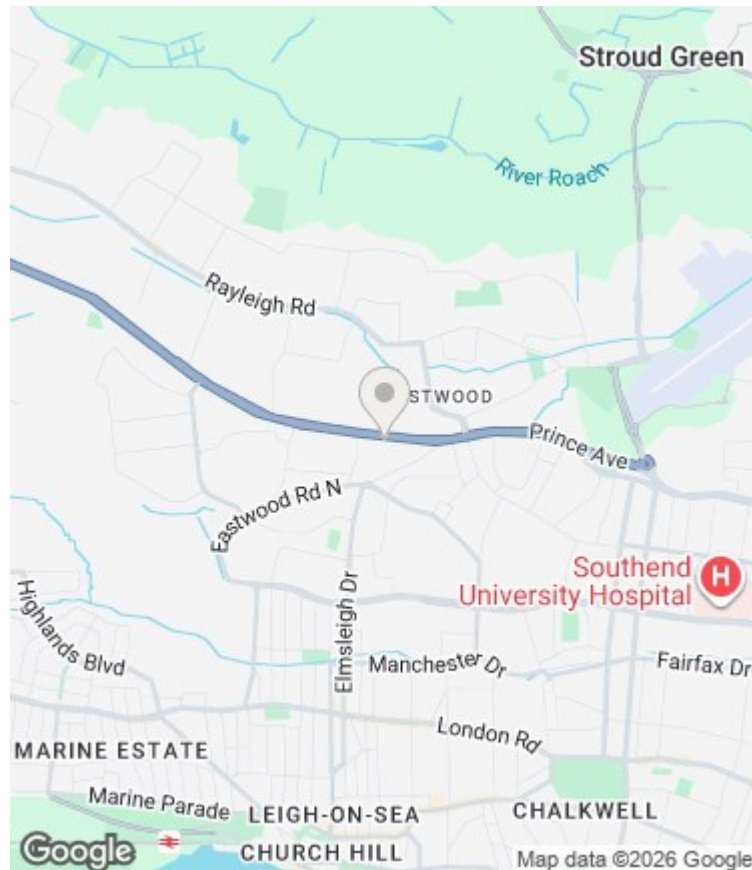 Stroud Green
River Roach
Rayleigh Rd
STWOOD
Prince Ave
Eastwood Rd N
Southend
University Hospital
H
Highlands Blvd
Elmsleigh Dr
Manchester Dr
Fairfax Dr
London Rd
MARINE ESTATE
Marine Parade
LEIGH-ON-SEA
CHALKWELL
CHURCH HILL
Google
Map data ©2026 Google